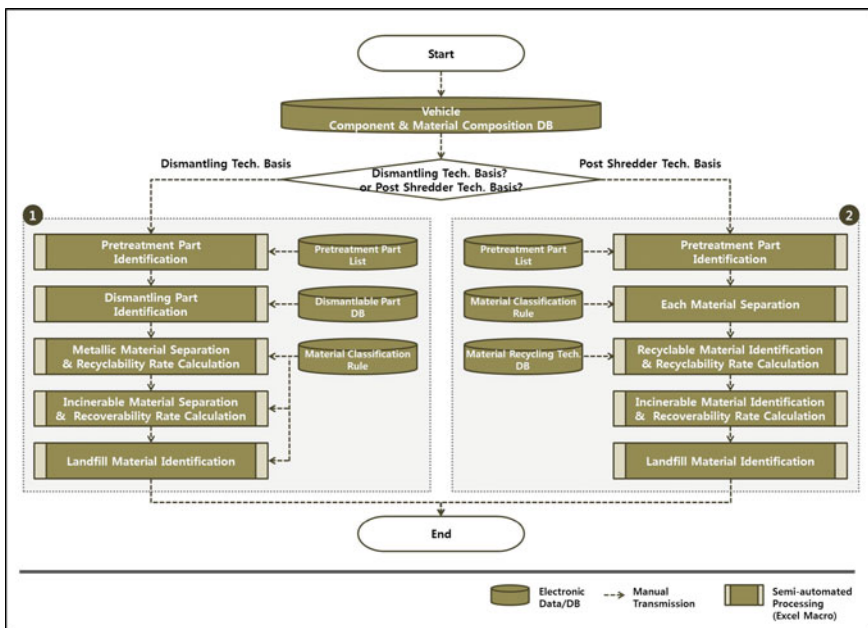 Start
Vehicle
Component & Material Composition DB
Dismantling Tech. Basis
Dismantling Tech. Basis?
or Post Shredder Tech. Basis?
Post Shredder Tech. Basis
1
Pretreatment Part
Identification
Pretreatment Part
List
Dismantling Part
Identification
Dismantlable Part
DB
Metallic Material Separation
& Recyclability Rate Calculation
Material Classification
Rule
Incinerable Material Separation
& Recoverability Rate Calculation
Landfill Material Identification
2
Pretreatment Part
List
Pretreatment Part
Identification
Material Classification
Rule
Each Material Separation
Material Recycling Tech.
DB
Recyclable Material Identification
& Recyclability Rate Calculation
Incinerable Material Identification
& Recoverability Rate Calculation
Landfill Material Identification
End
Electronic
Data/DB
Manual
Transmission
Semi-automated
Processing
(Excel Macro)